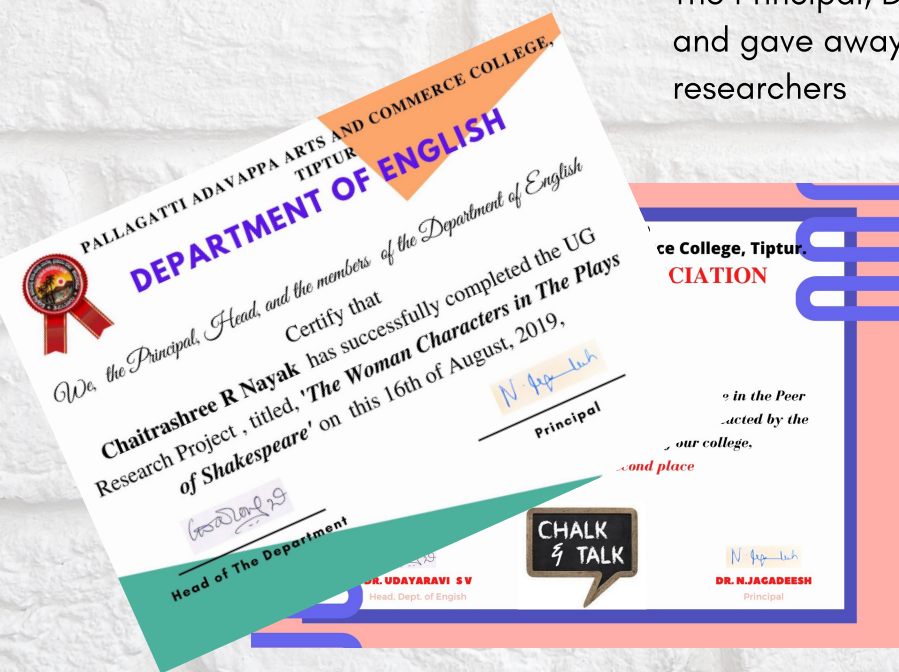 The Principal, D
and gave away
researchers
PALLAGATTI ADAVAPPA ARTS AND COMMERCE COLLEGE,
TIPTUR
DEPARTMENT OF ENGLISH
We, the Principal, Head, and the members of the Department of English
Certify that
Chaitrashree R Nayak has successfully completed the UG
Research Project , titled, 'The Woman Characters in The Plays
of Shakespeare' on this 16th of August, 2019,
Principal
Head of The Department
ce College, Tiptur.
CIATION
e in the Peer
ucted by the
our college,
cond place
CHALK
& TALK
DR. UDAYARAVI S V
Head. Dept. of Engish
DR. N.JAGADEESH
Principal